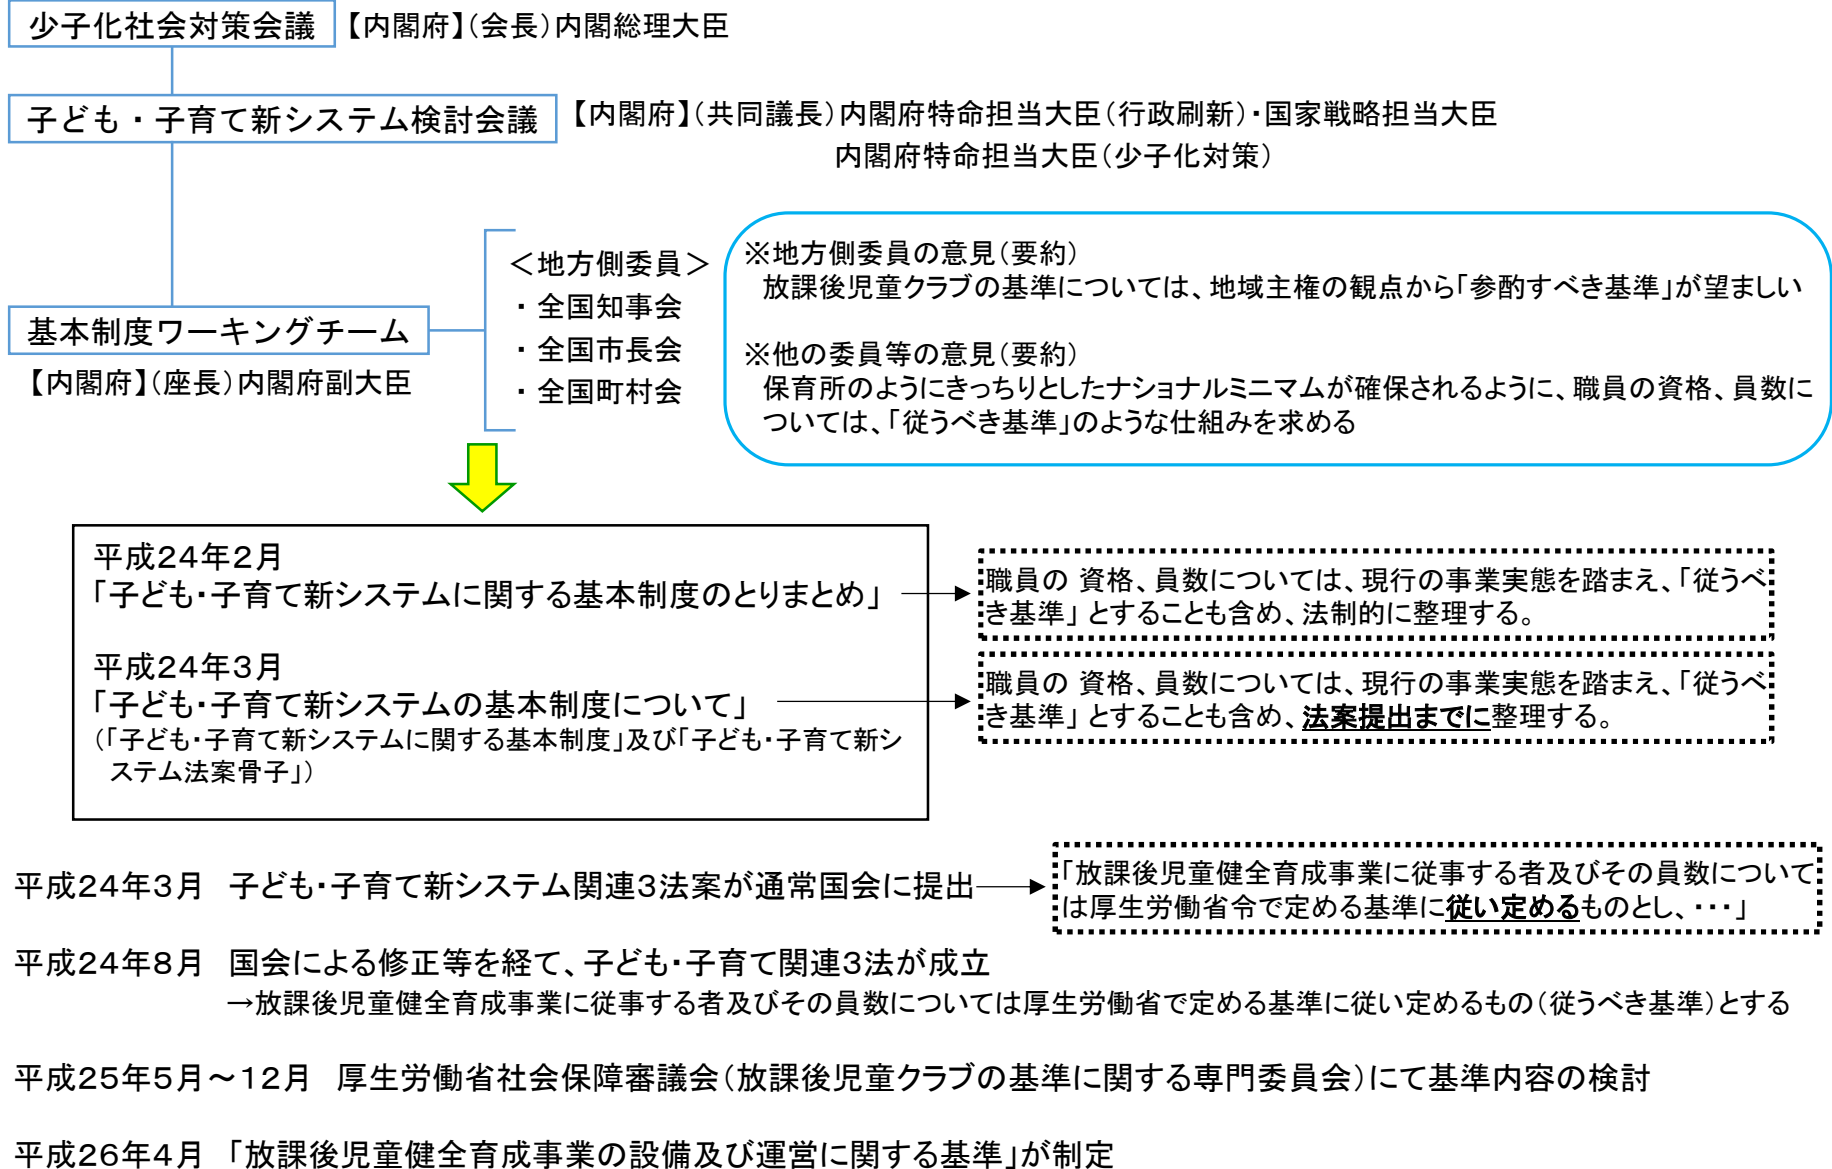 少子化社会対策会議 【内閣府】（会長）内閣総理大臣
子ども・子育て新システム検討会議 【内閣府】（共同議長）内閣府特命担当大臣（行政刷新）・国家戦略担当大臣
内閣府特命担当大臣（少子化対策）
基本制度ワーキングチーム
【内閣府】（座長）内閣府副大臣
＜地方側委員＞
・全国知事会
・全国市長会
・全国町村会
※地方側委員の意見（要約）
放課後児童クラブの基準については、地域主権の観点から「参酌すべき基準」が望ましい
※他の委員等の意見（要約）
保育所のようにきっちりとしたナショナルミニマムが確保されるように、職員の資格、員数に
ついては、「従うべき基準」のような仕組みを求める
平成２４年２月
「子ども・子育て新システムに関する基本制度のとりまとめ」
職員の 資格、員数については、現行の事業実態を踏まえ、「従うべ
き基準」 とすることも含め、法制的に整理する。
平成２４年３月
「子ども・子育て新システムの基本制度について」
（「子ども・子育て新システムに関する基本制度」及び「子ども・子育て新シ
ステム法案骨子」）
職員の 資格、員数については、現行の事業実態を踏まえ、「従うべ
き基準」 とすることも含め、法案提出までに整理する。
平成２４年３月　子ども・子育て新システム関連３法案が通常国会に提出
「放課後児童健全育成事業に従事する者及びその員数について
は厚生労働省令で定める基準に従い定めるものとし、・・・」
平成２４年８月　国会による修正等を経て、子ども・子育て関連３法が成立
→放課後児童健全育成事業に従事する者及びその員数については厚生労働省で定める基準に従い定めるもの（従うべき基準）とする
平成２５年５月～１２月　厚生労働省社会保障審議会（放課後児童クラブの基準に関する専門委員会）にて基準内容の検討
平成２６年４月　「放課後児童健全育成事業の設備及び運営に関する基準」が制定